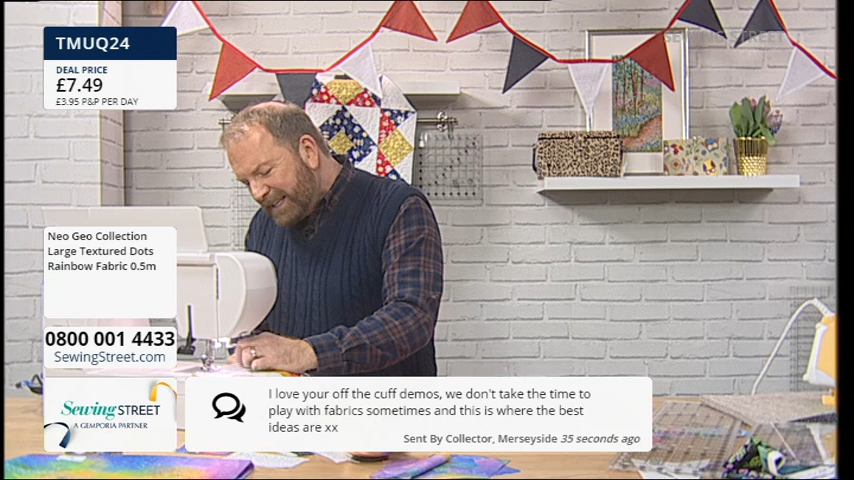 TMUQ24
DEAL PRICE
£7.49
£3.95 P&P PER DAY
Neo Geo Collection
Large Textured Dots
Rainbow Fabric 0.5m
0800 001 4433
SewingStreet.com
Sewing STREET
A GEMPORIA PARTNER
I love your off the cuff demos, we don't take the time to
play with fabrics sometimes and this is where the best
ideas are xx
Sent By Collector, Merseyside 35 seconds ago